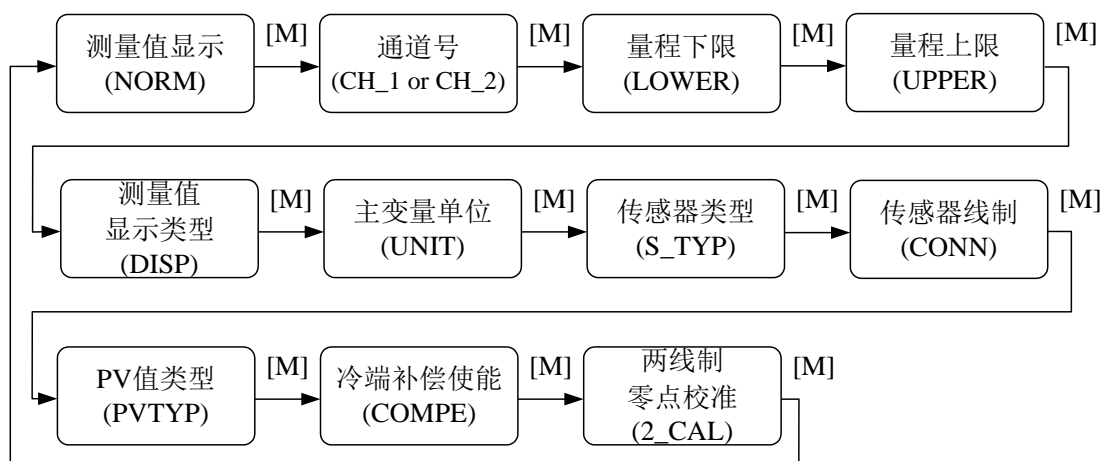 测量值显示
(NORM)
[M]
通道号
(CH_1 or CH_2)
[M]
量程下限
(LOWER)
[M]
量程上限
(UPPER)
[M]
测量值
显示类型
(DISP)
[M]
主变量单位
(UNIT)
[M]
传感器类型
(S_TYP)
[M]
传感器线制
(CONN)
[M]
PV值类型
(PVTYP)
[M]
冷端补偿使能
(COMPE)
[M]
两线制
零点校准
(2_CAL)
[M]